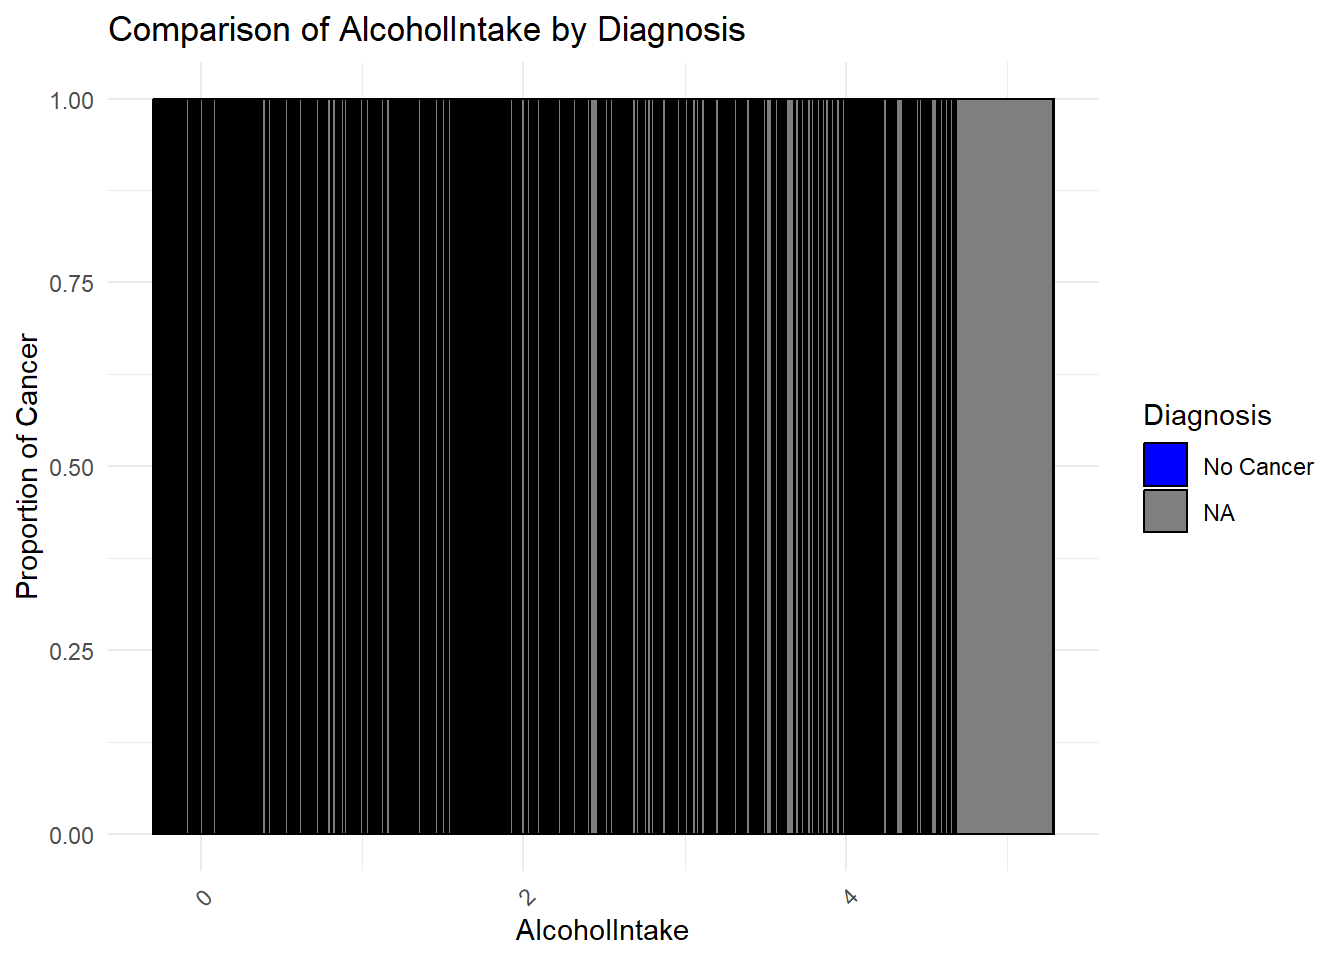 Comparison of AlcoholIntake by Diagnosis
1.00
0.75
0.50
0.25
0.00
Proportion of Cancer
0
2
4
AlcoholIntake
Diagnosis
No Cancer
NA